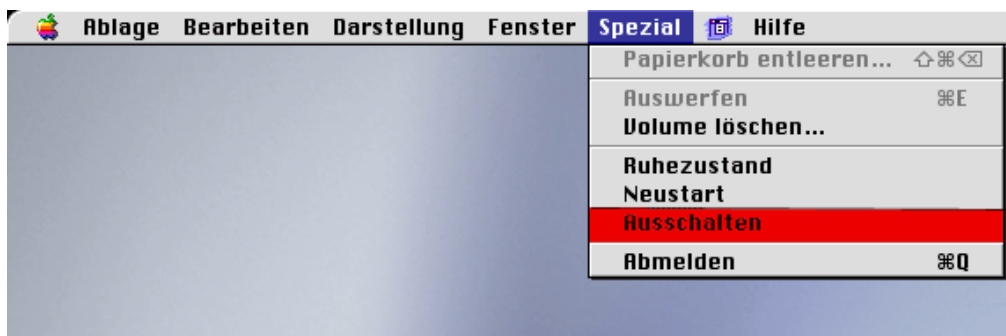 Ablage Bearbeiten Darstellung Fenster Spezial Hilfe
Papierkorb entleeren... ⇧⌘⌫
Auswerfen ⌘E
Volume löschen...
Ruhezustand
Neustart
Ausschalten
Abmelden ⌘Q